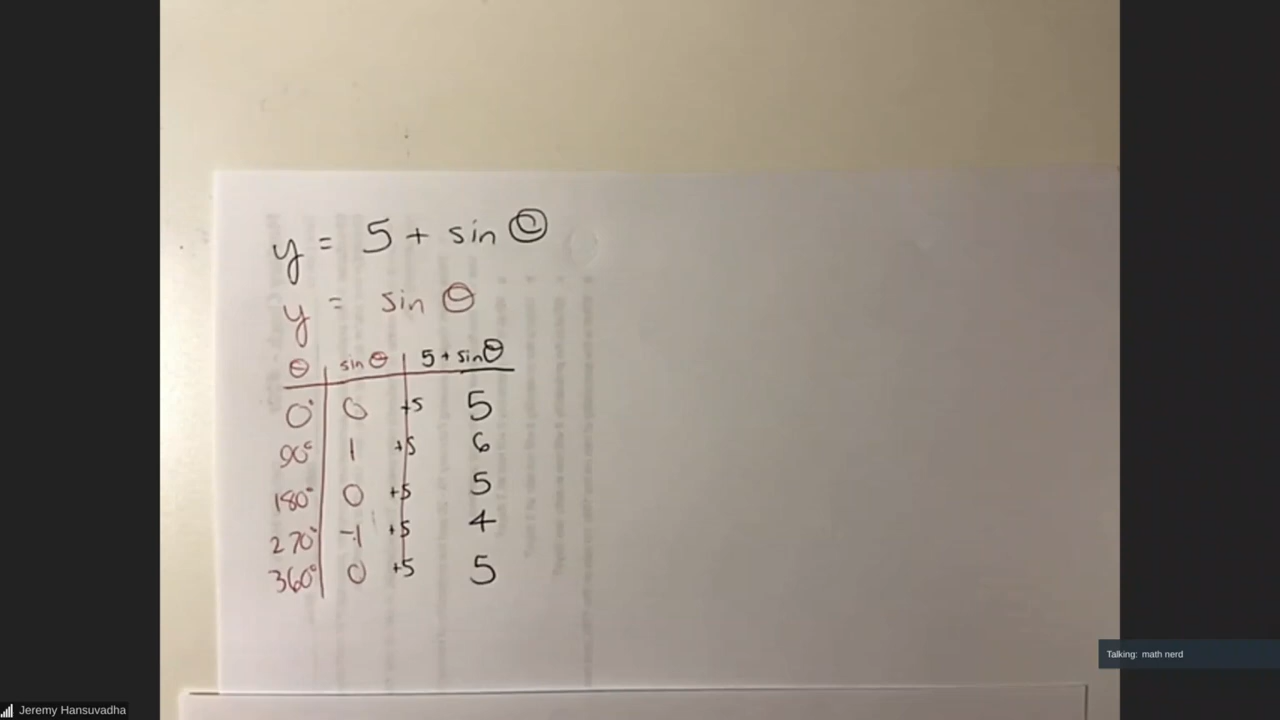 y = 5 + sin θ
y = sin θ
θ sin θ 5 + sin θ
0° 0 +5 5
90° 1 +5 6
180° 0 +5 5
270° -1 +5 4
360° 0 +5 5
Talking: math nerd
Jeremy Hansuvadha